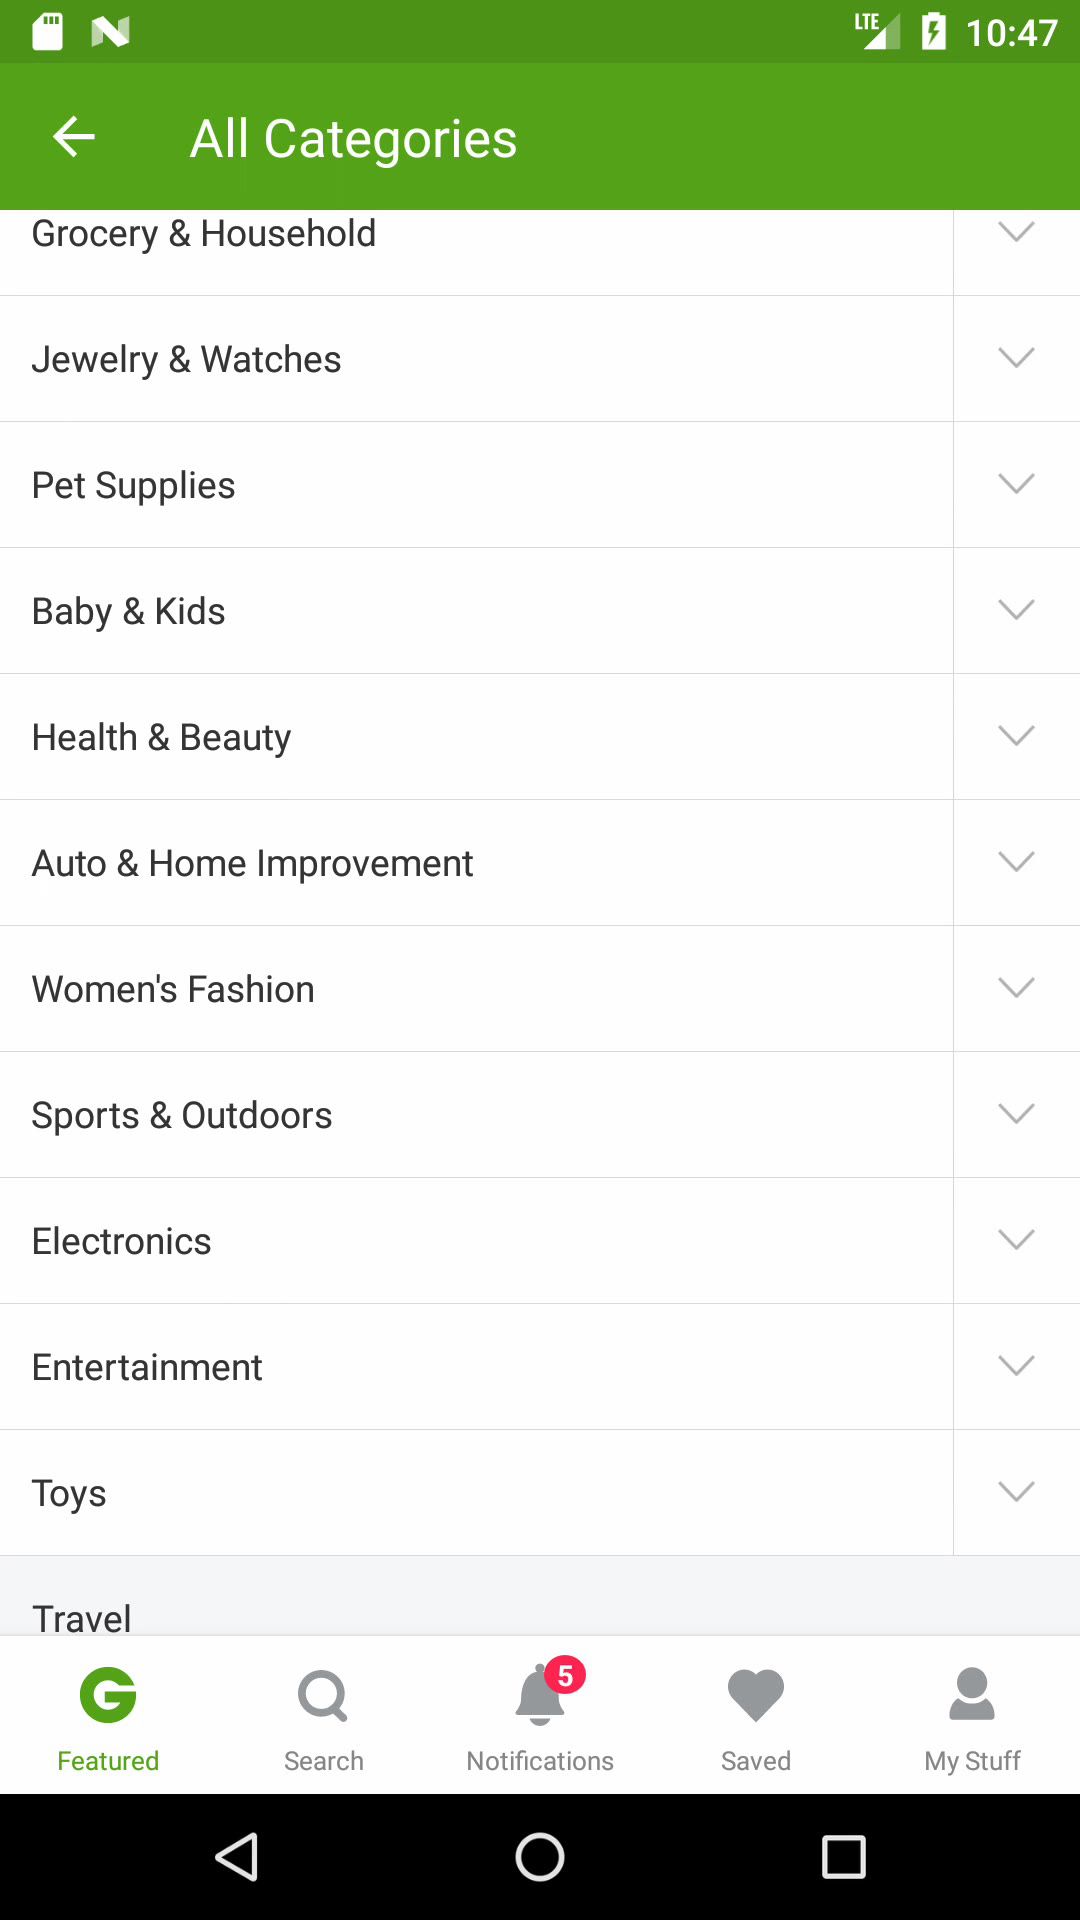 LTE 10:47
All Categories
Grocery & Household
Jewelry & Watches
Pet Supplies
Baby & Kids
Health & Beauty
Auto & Home Improvement
Women's Fashion
Sports & Outdoors
Electronics
Entertainment
Toys
Travel
5
Featured Search Notifications Saved My Stuff